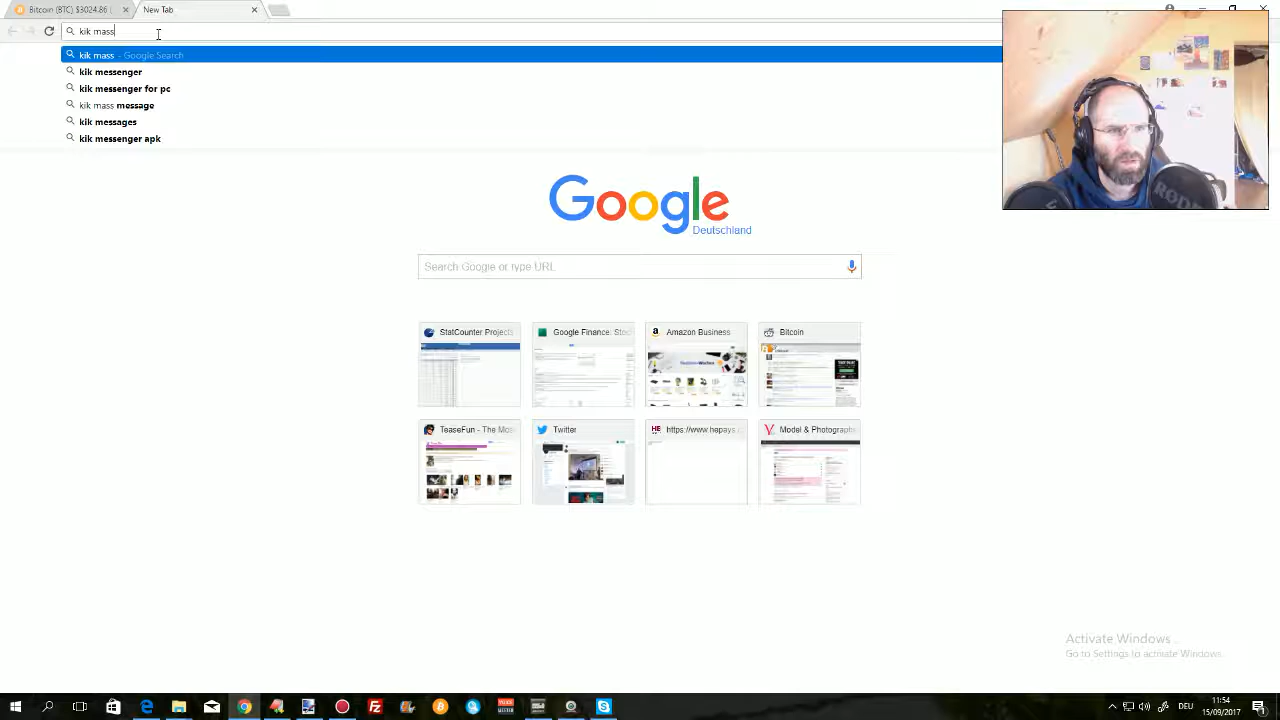 Bitcoin (BTC) $3024.86 (
New Tab
kik mass
kik mass - Google Search
kik messenger
kik messenger for pc
kik mass message
kik messages
kik messenger apk
Google
Deutschland
Search Google or type URL
StatCounter Projects
Google Finance: Stoc
Amazon Business
Bitcoin
TeaseFun - The Mos
Twitter
https://www.hepays.c
Model & Photograph
RODE
Activate Windows
Go to Settings to activate Windows.
DEU
11:54
15/09/2017